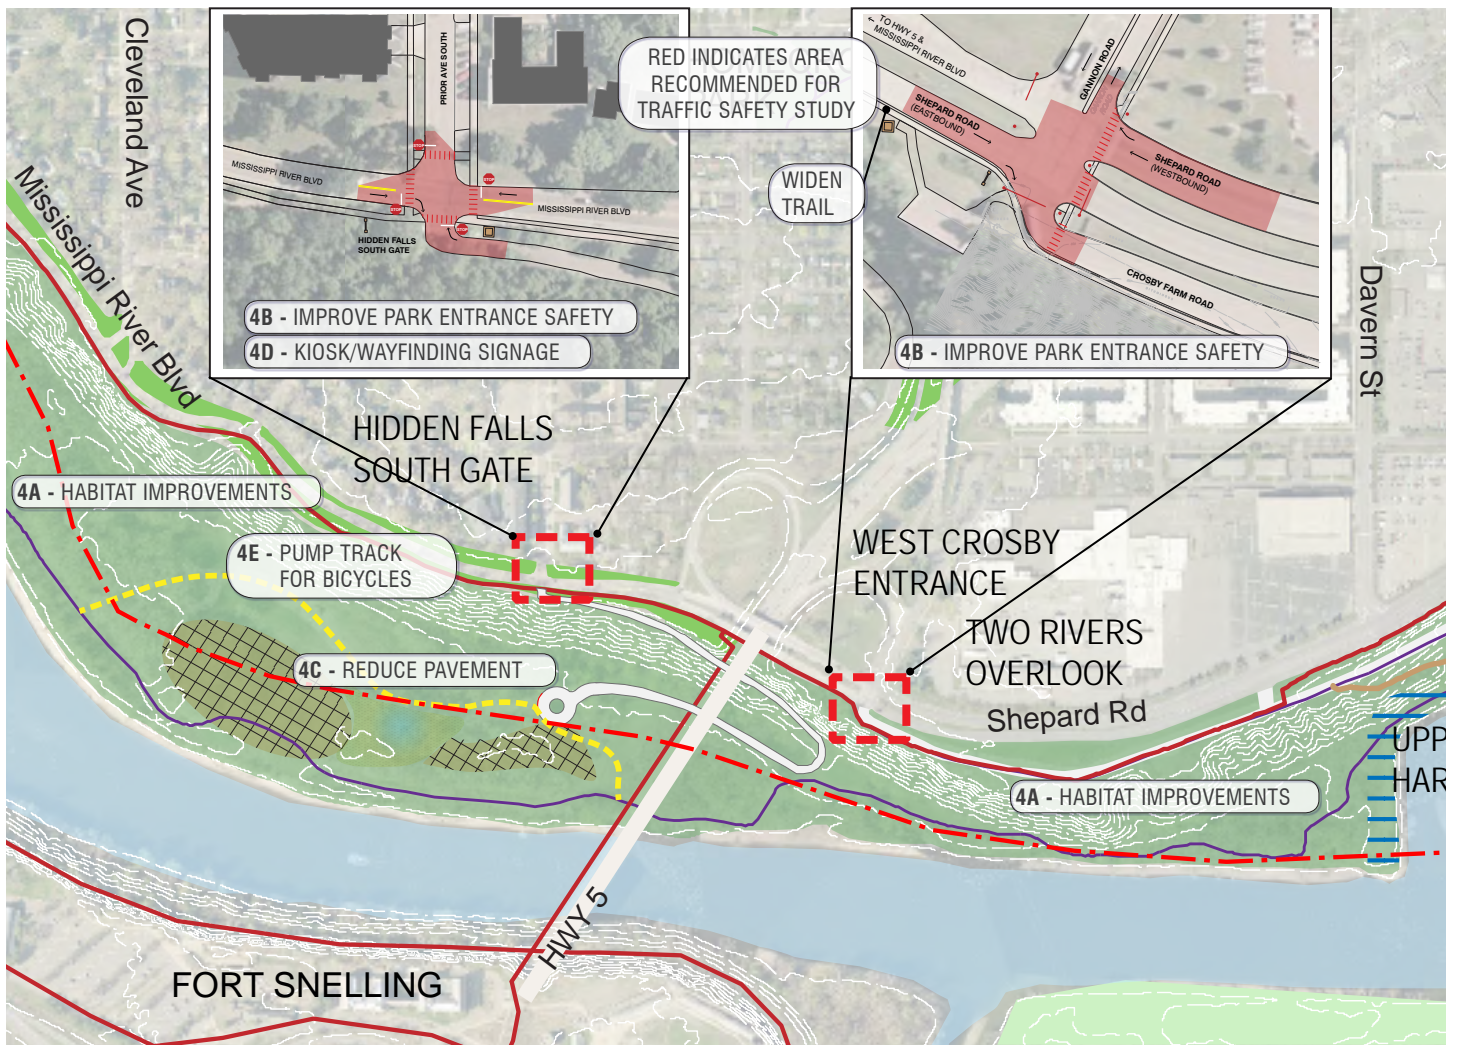 Cleveland Ave
Mississippi River Blvd
PRIOR AVE SOUTH
MISSISSIPPI RIVER BLVD
STOP
STOP
STOP
STOP
MISSISSIPPI RIVER BLVD
HIDDEN FALLS
SOUTH GATE
4B - IMPROVE PARK ENTRANCE SAFETY
4D - KIOSK/WAYFINDING SIGNAGE
RED INDICATES AREA
RECOMMENDED FOR
TRAFFIC SAFETY STUDY
WIDEN
TRAIL
TO HWY 5 &
MISSISSIPPI RIVER BLVD
GANNON ROAD
SHEPARD ROAD
(EASTBOUND)
SHEPARD ROAD
(WESTBOUND)
CROSBY FARM ROAD
4B - IMPROVE PARK ENTRANCE SAFETY
Davern St
HIDDEN FALLS
SOUTH GATE
4A - HABITAT IMPROVEMENTS
4E - PUMP TRACK
FOR BICYCLES
WEST CROSBY
ENTRANCE
TWO RIVERS
OVERLOOK
Shepard Rd
4C - REDUCE PAVEMENT
UPP
HAR
4A - HABITAT IMPROVEMENTS
HWY 5
FORT SNELLING